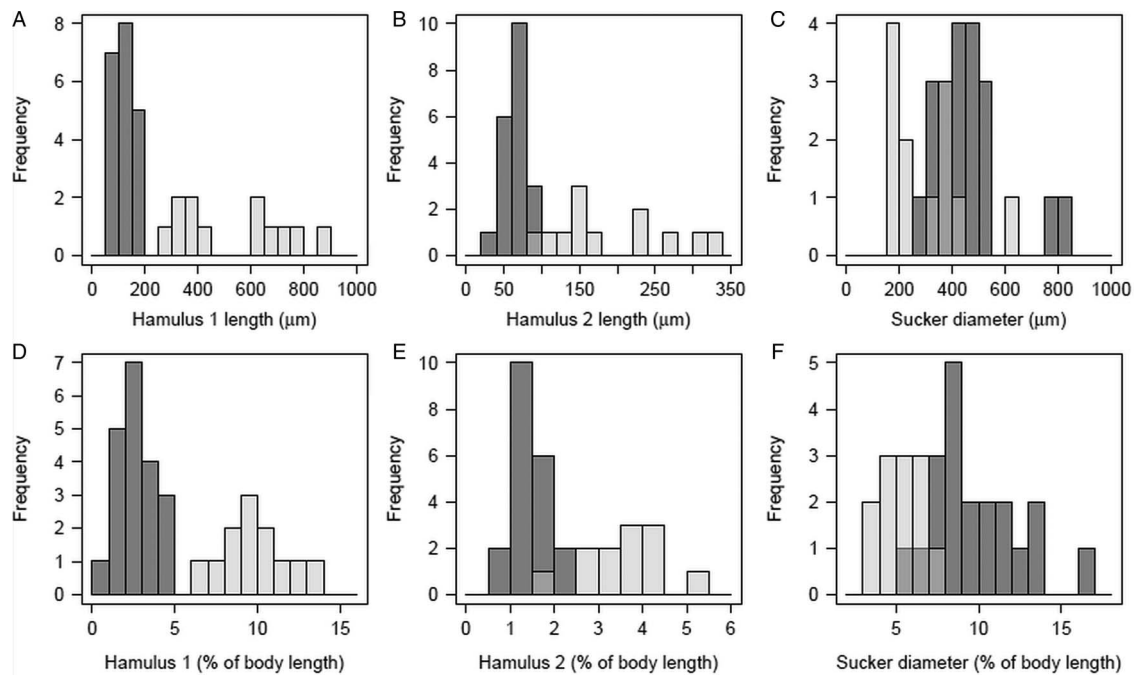 A
B
C
8
6
4
2
0
Frequency
0 200 400 600 800 1000
Hamulus 1 length (μm)
10
8
6
4
2
0
Frequency
50 150 250 350
Hamulus 2 length (μm)
4
3
2
1
0
Frequency
0 200 400 600 800 1000
Sucker diameter (μm)
D
E
F
7
6
5
4
3
2
1
0
Frequency
0 5 10 15
Hamulus 1 (% of body length)
10
8
6
4
2
0
Frequency
0 1 2 3 4 5 6
Hamulus 2 (% of body length)
5
4
3
2
1
0
Frequency
5 10 15
Sucker diameter (% of body length)